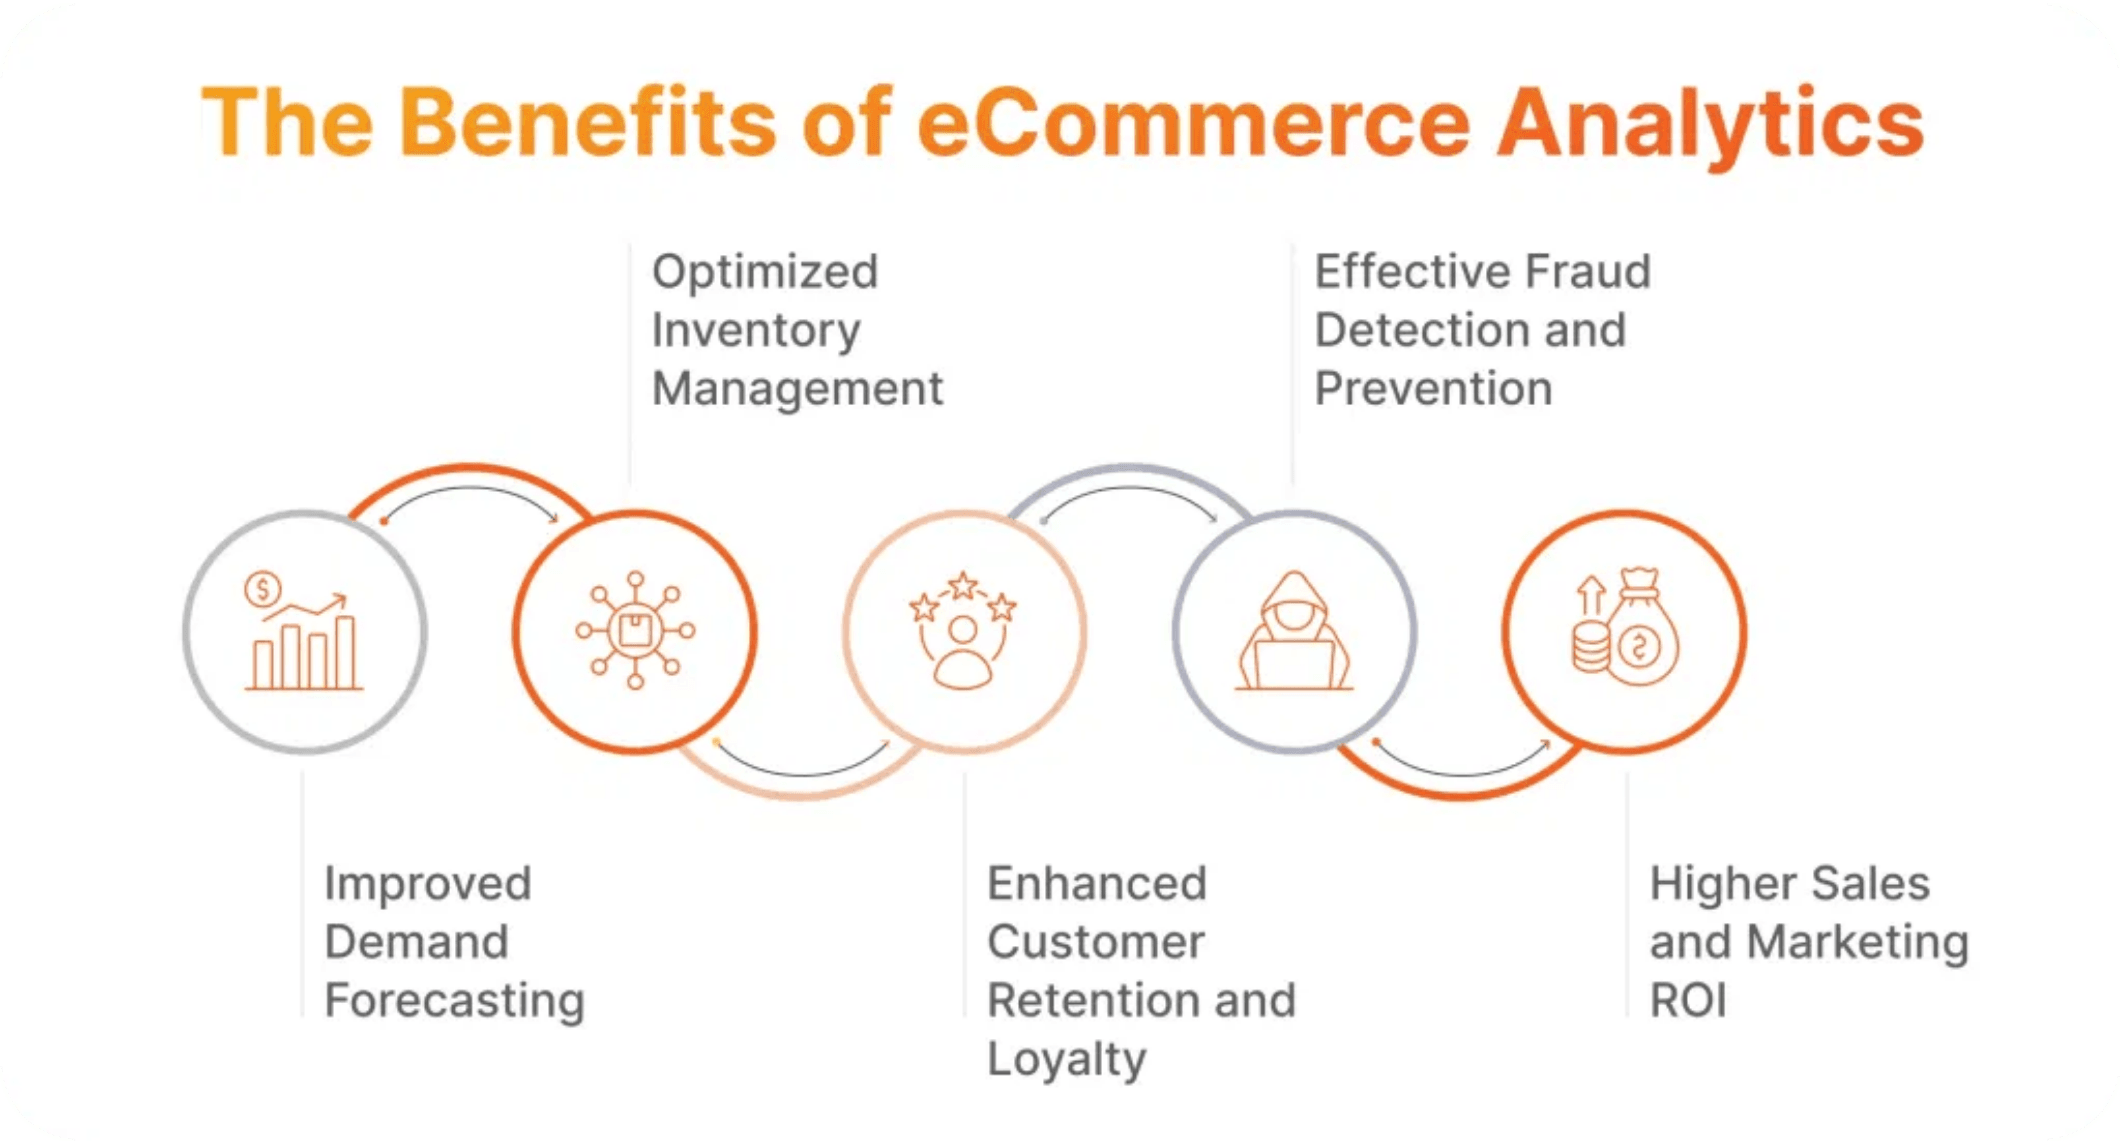 The Benefits of eCommerce Analytics
Optimized
Inventory
Management
Effective Fraud
Detection and
Prevention
$
$
Improved
Demand
Forecasting
Enhanced
Customer
Retention and
Loyalty
Higher Sales
and Marketing
ROI